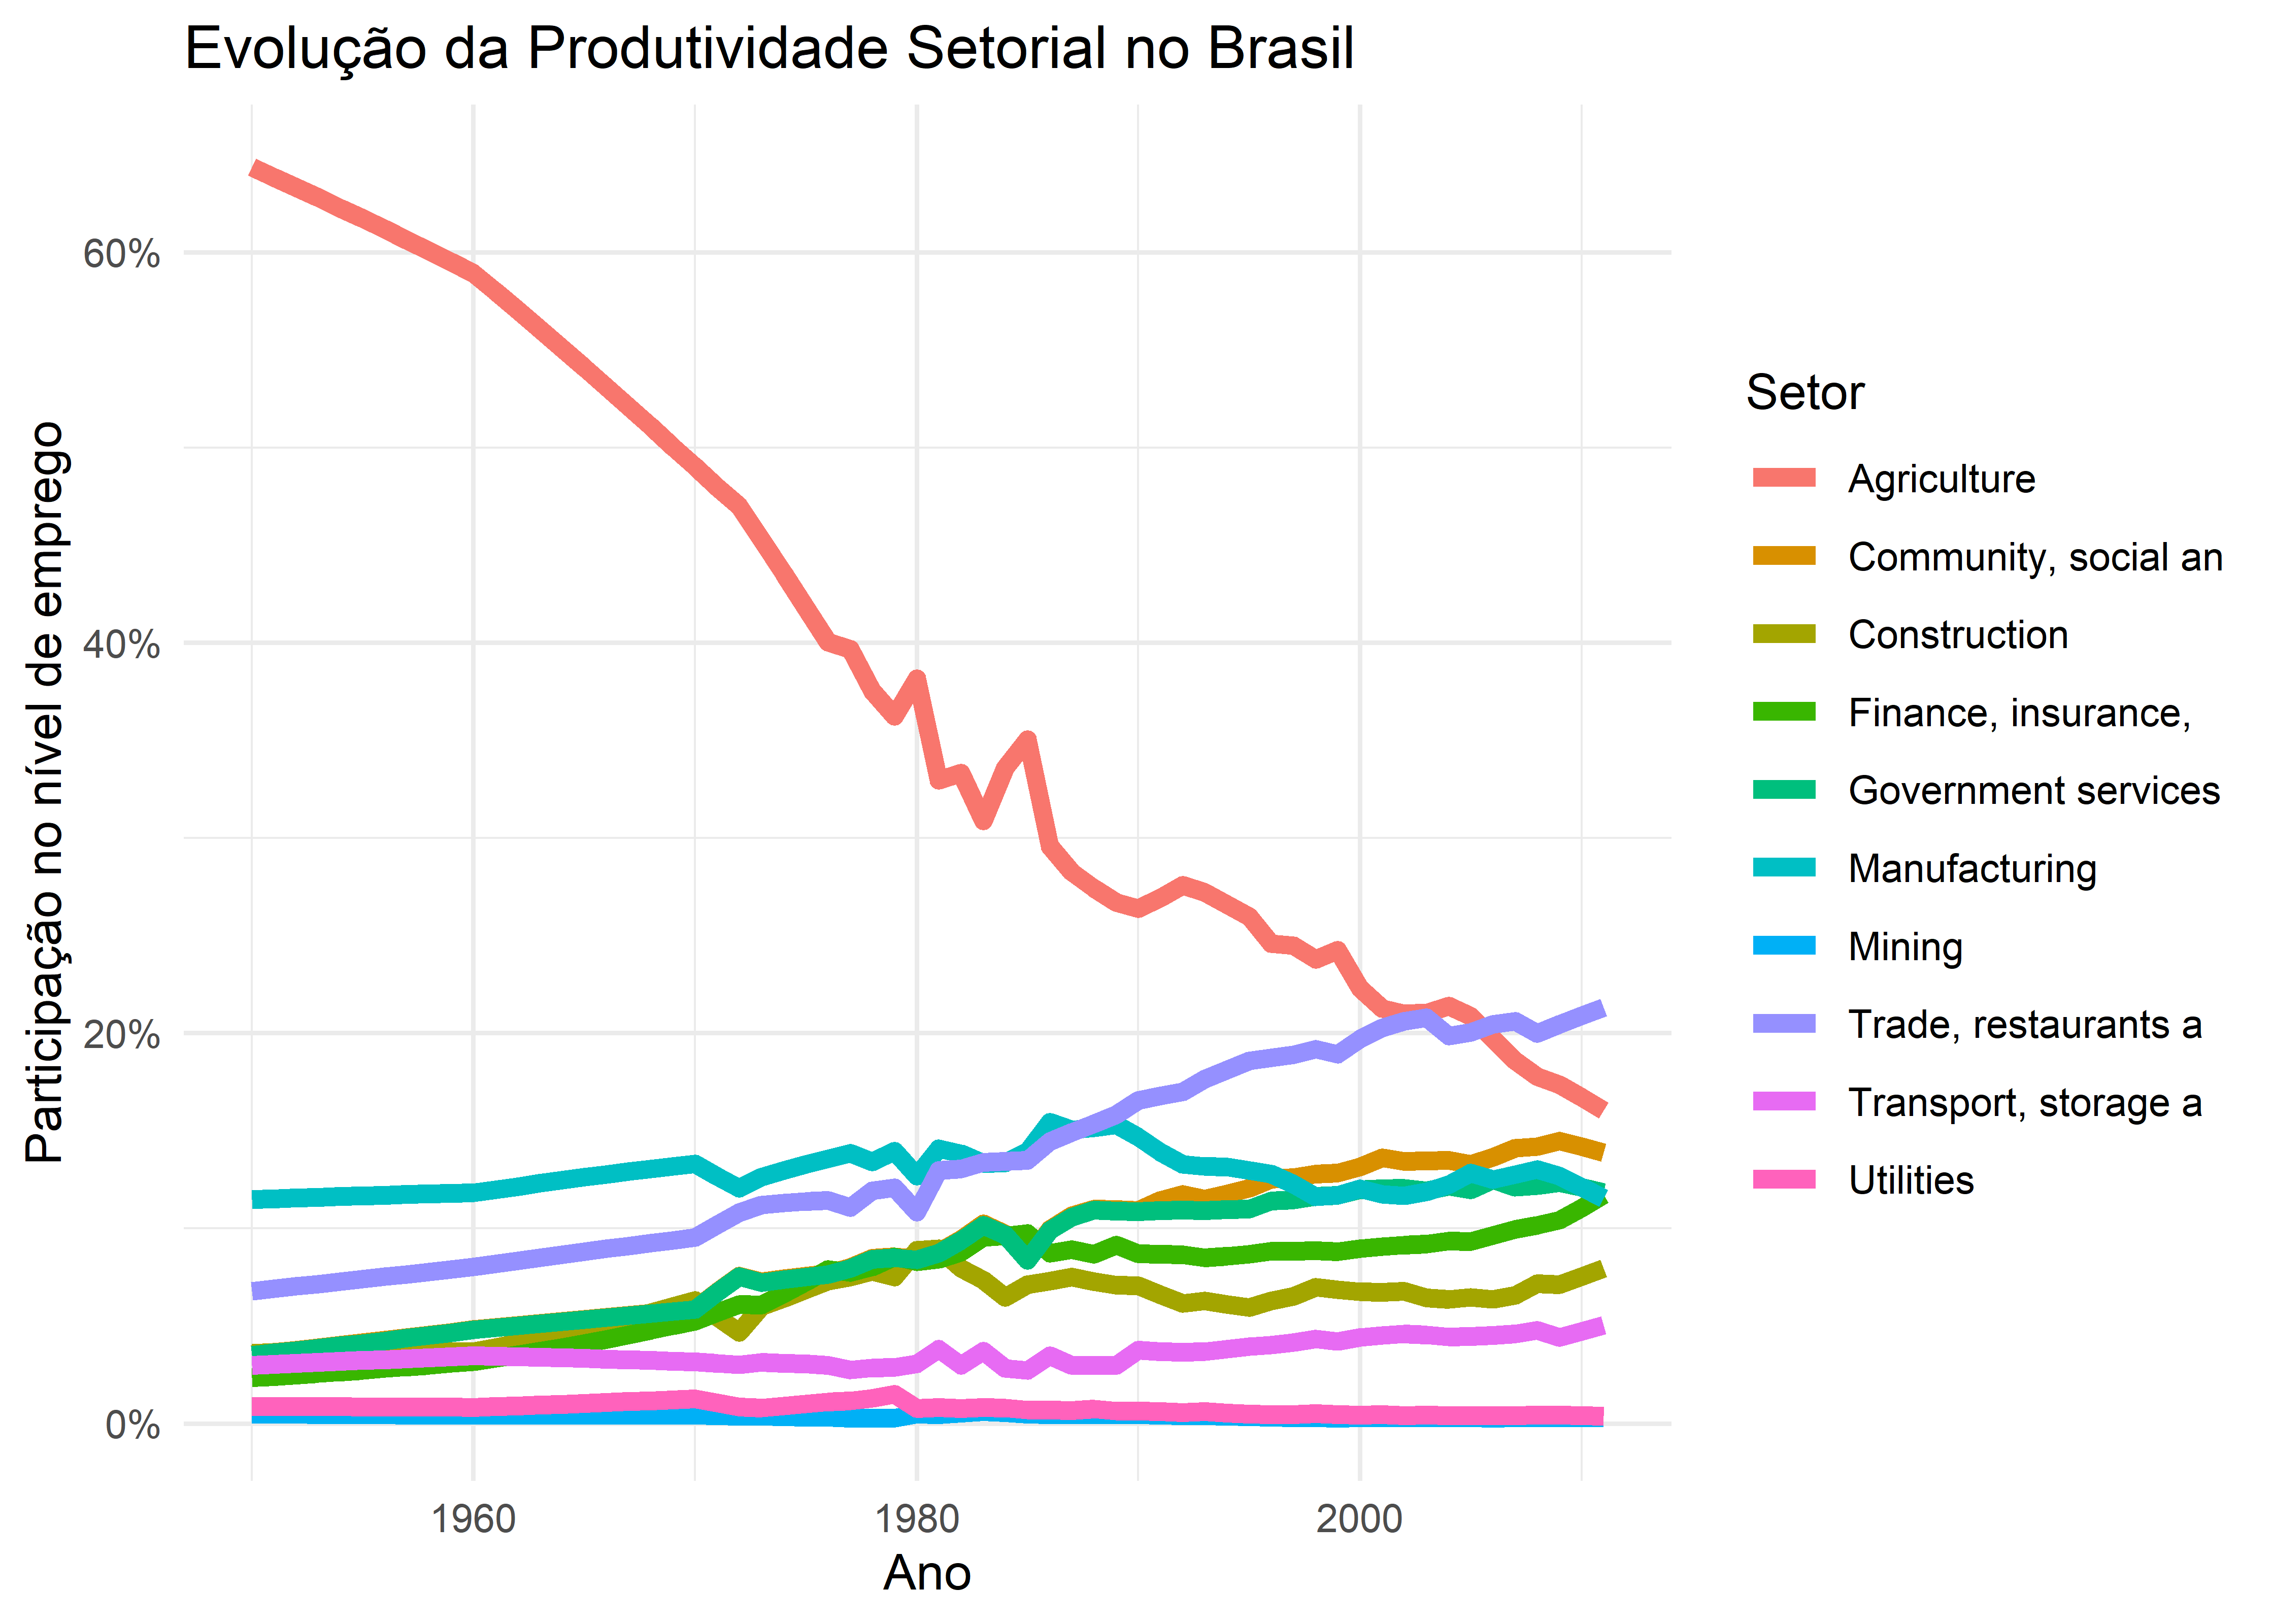 Evolução da Produtividade Setorial no Brasil
Participação no nível de emprego
60%
40%
20%
0%
1960
1980
2000
Ano
Setor
Agriculture
Community, social an
Construction
Finance, insurance,
Government services
Manufacturing
Mining
Trade, restaurants a
Transport, storage a
Utilities